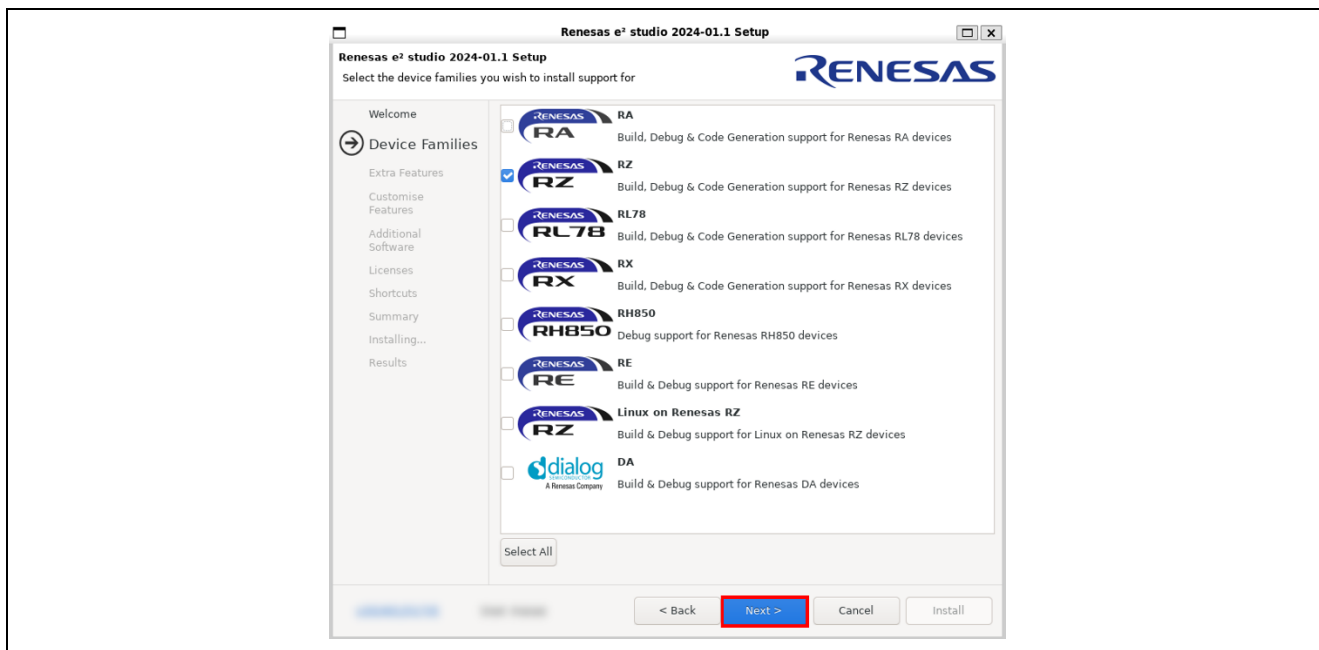 Renesas e² studio 2024-01.1 Setup
Renesas e² studio 2024-01.1 Setup
Select the device families you wish to install support for
RENESAS
Welcome
Device Families
Extra Features
Customise
Features
Additional
Software
Licenses
Shortcuts
Summary
Installing...
Results
RENESAS
RA
RA
Build, Debug & Code Generation support for Renesas RA devices
RENESAS
RZ
RZ
Build, Debug & Code Generation support for Renesas RZ devices
RENESAS
RL78
RL78
Build, Debug & Code Generation support for Renesas RL78 devices
RENESAS
RX
RX
Build, Debug & Code Generation support for Renesas RX devices
RENESAS
RH850
RH850
Debug support for Renesas RH850 devices
RENESAS
RE
RE
Build & Debug support for Renesas RE devices
RENESAS
RZ
Linux on Renesas RZ
Build & Debug support for Linux on Renesas RZ devices
dialog
SEMICONDUCTOR
A Renesas Company
DA
Build & Debug support for Renesas DA devices
Select All
< Back
Next >
Cancel
Install